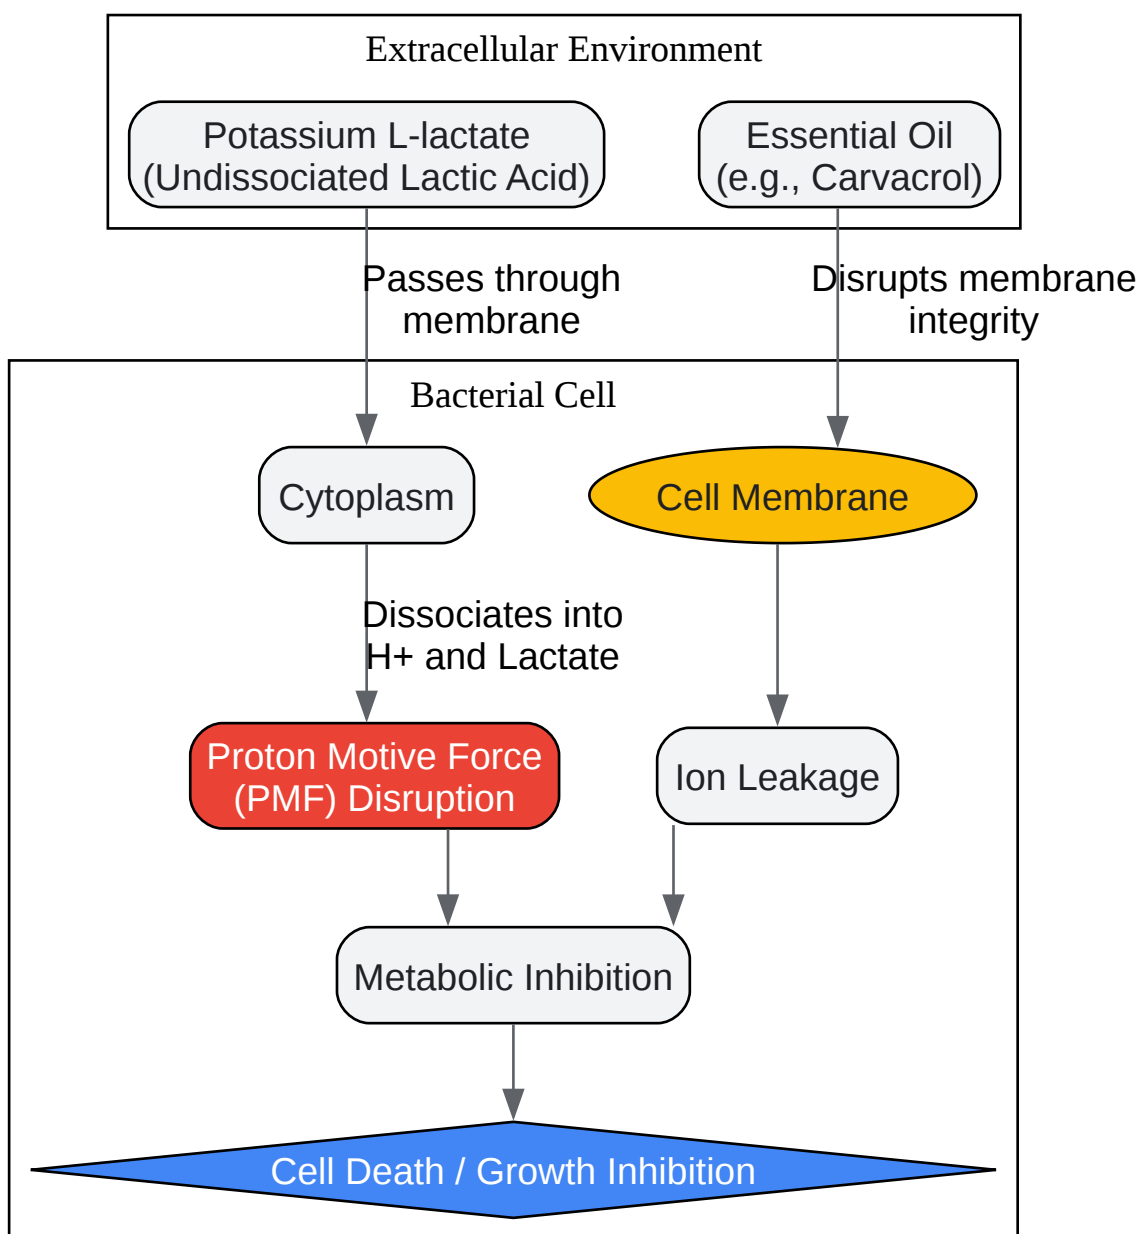 Extracellular Environment
Potassium L-lactate
(Undissociated Lactic Acid)
Essential Oil
(e.g., Carvacrol)
Passes through
membrane
Disrupts membrane
integrity
Bacterial Cell
Cytoplasm
Cell Membrane
Dissociates into
H+ and Lactate
Proton Motive Force
(PMF) Disruption
Ion Leakage
Metabolic Inhibition
Cell Death / Growth Inhibition